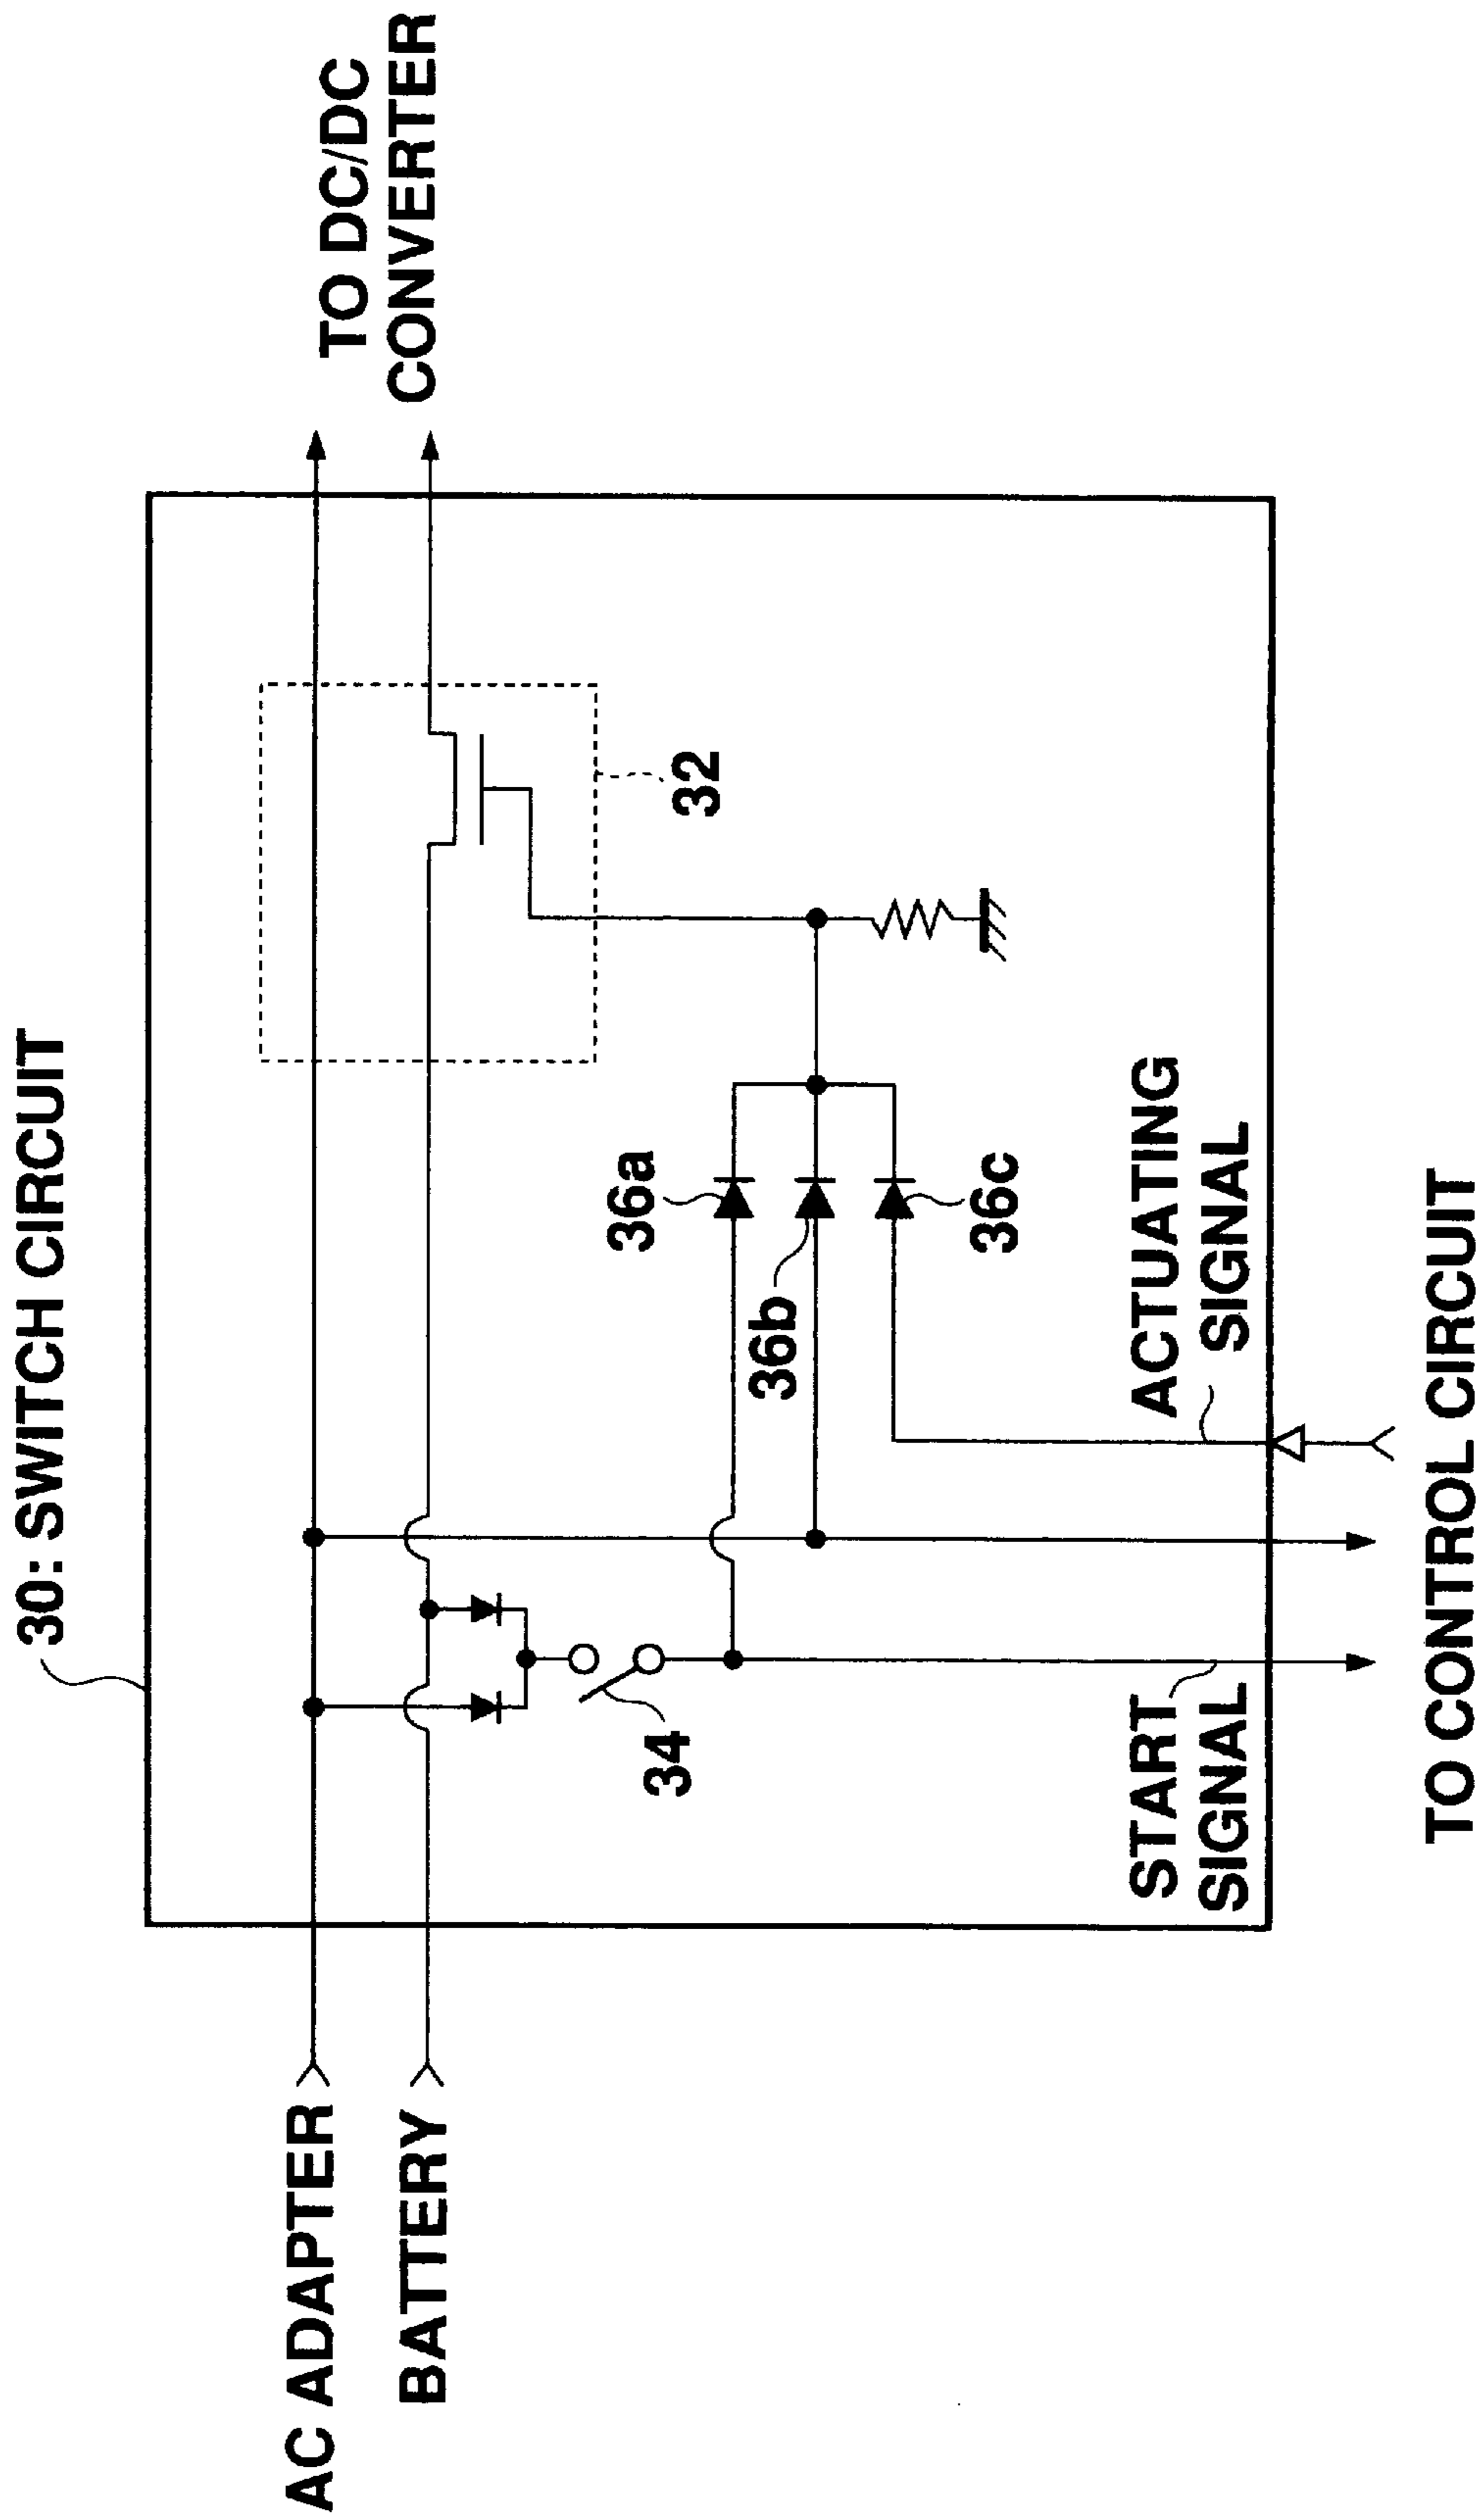 30: SWITCH CIRCUIT
AC ADAPTER
BATTERY
TO DC/DC
CONVERTER
32
34
36a
36b
36c
START
SIGNAL
ACTUATING
SIGNAL
TO CONTROL CIRCUIT